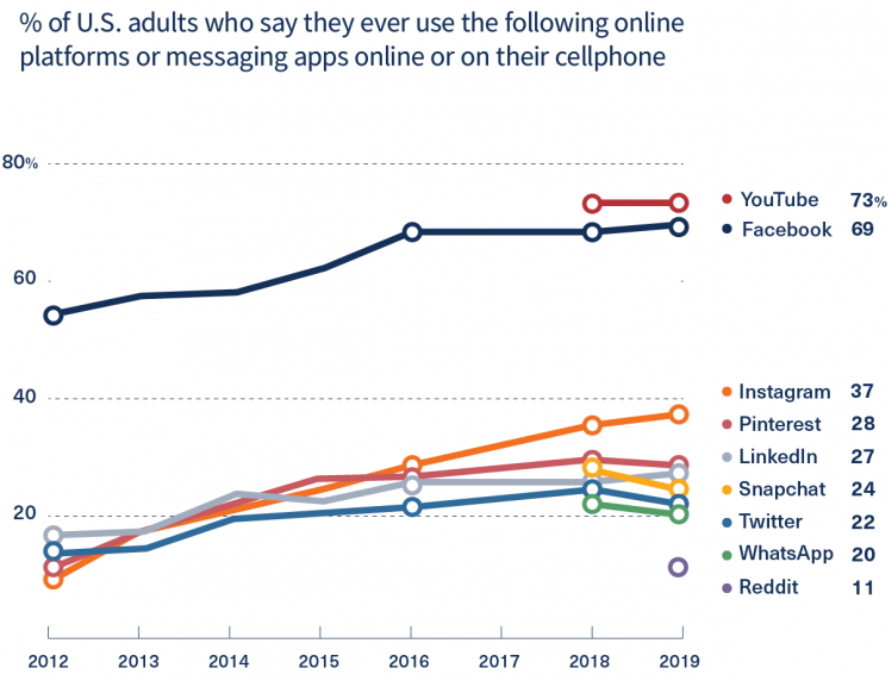 % of U.S. adults who say they ever use the following online
platforms or messaging apps online or on their cellphone
80%
60
40
20
YouTube 73%
Facebook 69
Instagram 37
Pinterest 28
LinkedIn 27
Snapchat 24
Twitter 22
WhatsApp 20
Reddit 11
2012 2013 2014 2015 2016 2017 2018 2019